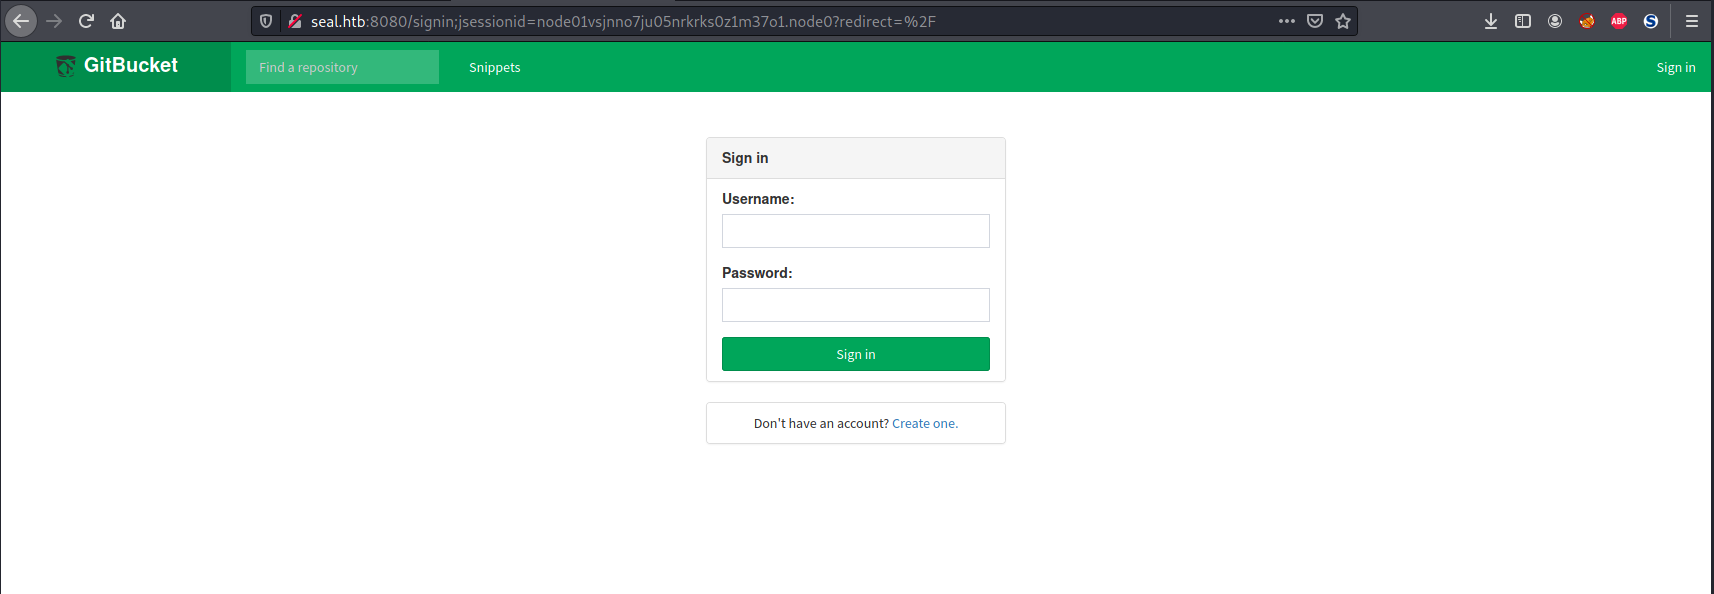 seal.htb:8080/signin;jsessionid=node01vsjnno7ju05nrkrks0z1m37o1.node0?redirect=%2F
ABP
S
GitBucket
Find a repository
Snippets
Sign in
Sign in
Username:
Password:
Sign in
Don't have an account? Create one.